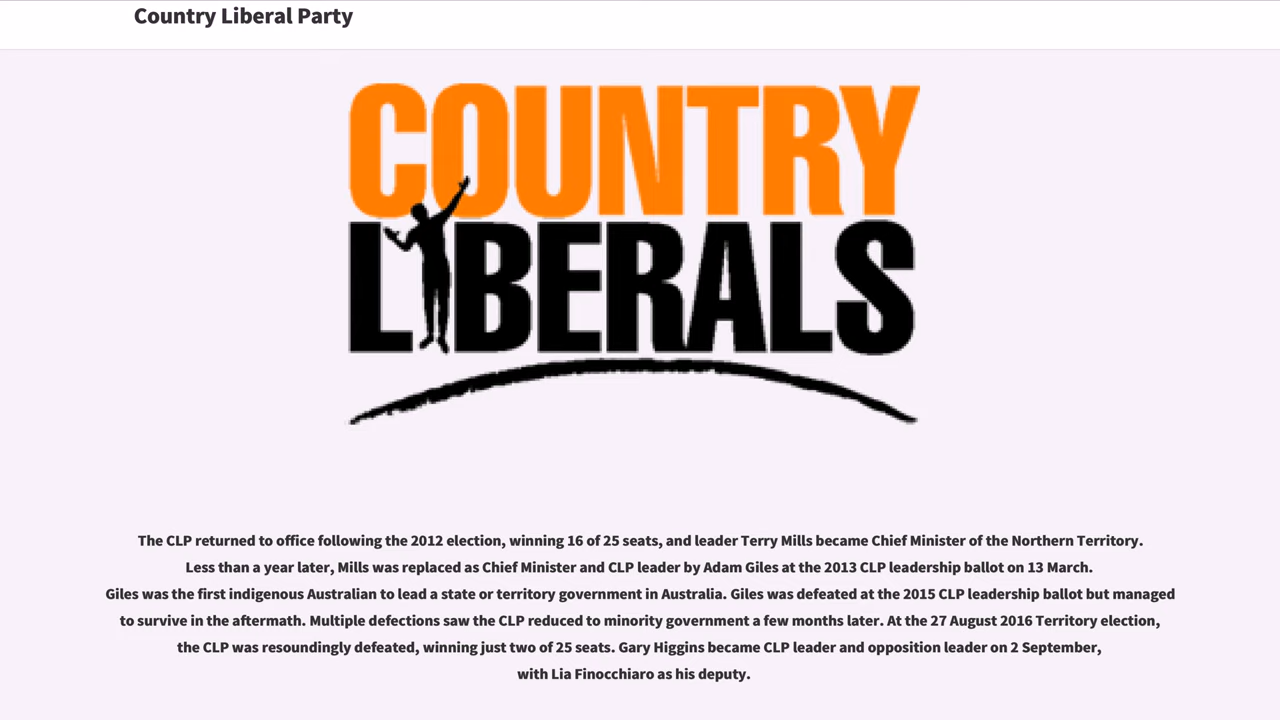 Country Liberal Party
COUNTRY
LIBERALS
The CLP returned to office following the 2012 election, winning 16 of 25 seats, and leader Terry Mills became Chief Minister of the Northern Territory.
Less than a year later, Mills was replaced as Chief Minister and CLP leader by Adam Giles at the 2013 CLP leadership ballot on 13 March.
Giles was the first indigenous Australian to lead a state or territory government in Australia. Giles was defeated at the 2015 CLP leadership ballot but managed
to survive in the aftermath. Multiple defections saw the CLP reduced to minority government a few months later. At the 27 August 2016 Territory election,
the CLP was resoundingly defeated, winning just two of 25 seats. Gary Higgins became CLP leader and opposition leader on 2 September,
with Lia Finocchiaro as his deputy.